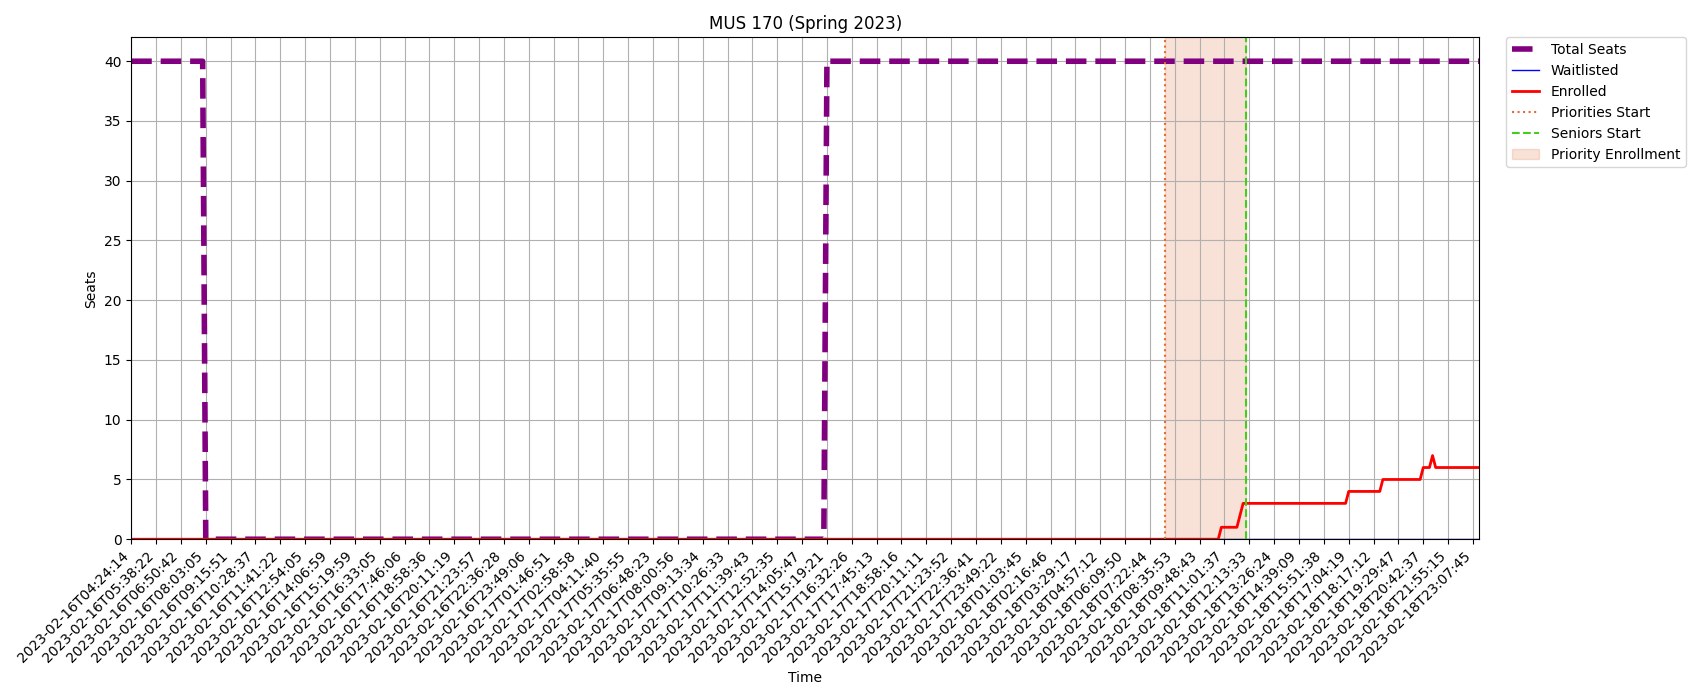 MUS 170 (Spring 2023)
Total Seats
Waitlisted
Enrolled
Priorities Start
Seniors Start
Priority Enrollment
Seats
40
35
30
25
20
15
10
5
0
2023-02-16T04:24:14
2023-02-16T05:38:22
2023-02-16T06:50:42
2023-02-16T08:03:05
2023-02-16T09:15:51
2023-02-16T10:28:37
2023-02-16T11:41:22
2023-02-16T12:54:05
2023-02-16T14:06:59
2023-02-16T15:19:59
2023-02-16T16:33:05
2023-02-16T17:46:06
2023-02-16T18:58:36
2023-02-16T20:11:19
2023-02-16T21:23:57
2023-02-16T22:36:28
2023-02-16T23:49:06
2023-02-17T01:46:51
2023-02-17T02:58:58
2023-02-17T04:11:40
2023-02-17T05:35:55
2023-02-17T06:48:23
2023-02-17T08:00:56
2023-02-17T09:13:34
2023-02-17T10:26:33
2023-02-17T11:39:43
2023-02-17T12:52:35
2023-02-17T14:05:47
2023-02-17T15:19:21
2023-02-17T16:32:26
2023-02-17T17:45:13
2023-02-17T18:58:16
2023-02-17T20:11:11
2023-02-17T21:23:52
2023-02-17T22:36:41
2023-02-17T23:49:22
2023-02-18T01:03:45
2023-02-18T02:16:46
2023-02-18T03:29:17
2023-02-18T04:57:12
2023-02-18T06:09:50
2023-02-18T07:22:44
2023-02-18T08:35:53
2023-02-18T09:48:43
2023-02-18T11:01:37
2023-02-18T12:13:33
2023-02-18T13:26:24
2023-02-18T14:39:09
2023-02-18T15:51:38
2023-02-18T17:04:19
2023-02-18T18:17:12
2023-02-18T19:29:47
2023-02-18T20:42:37
2023-02-18T21:55:15
2023-02-18T23:07:45
Time